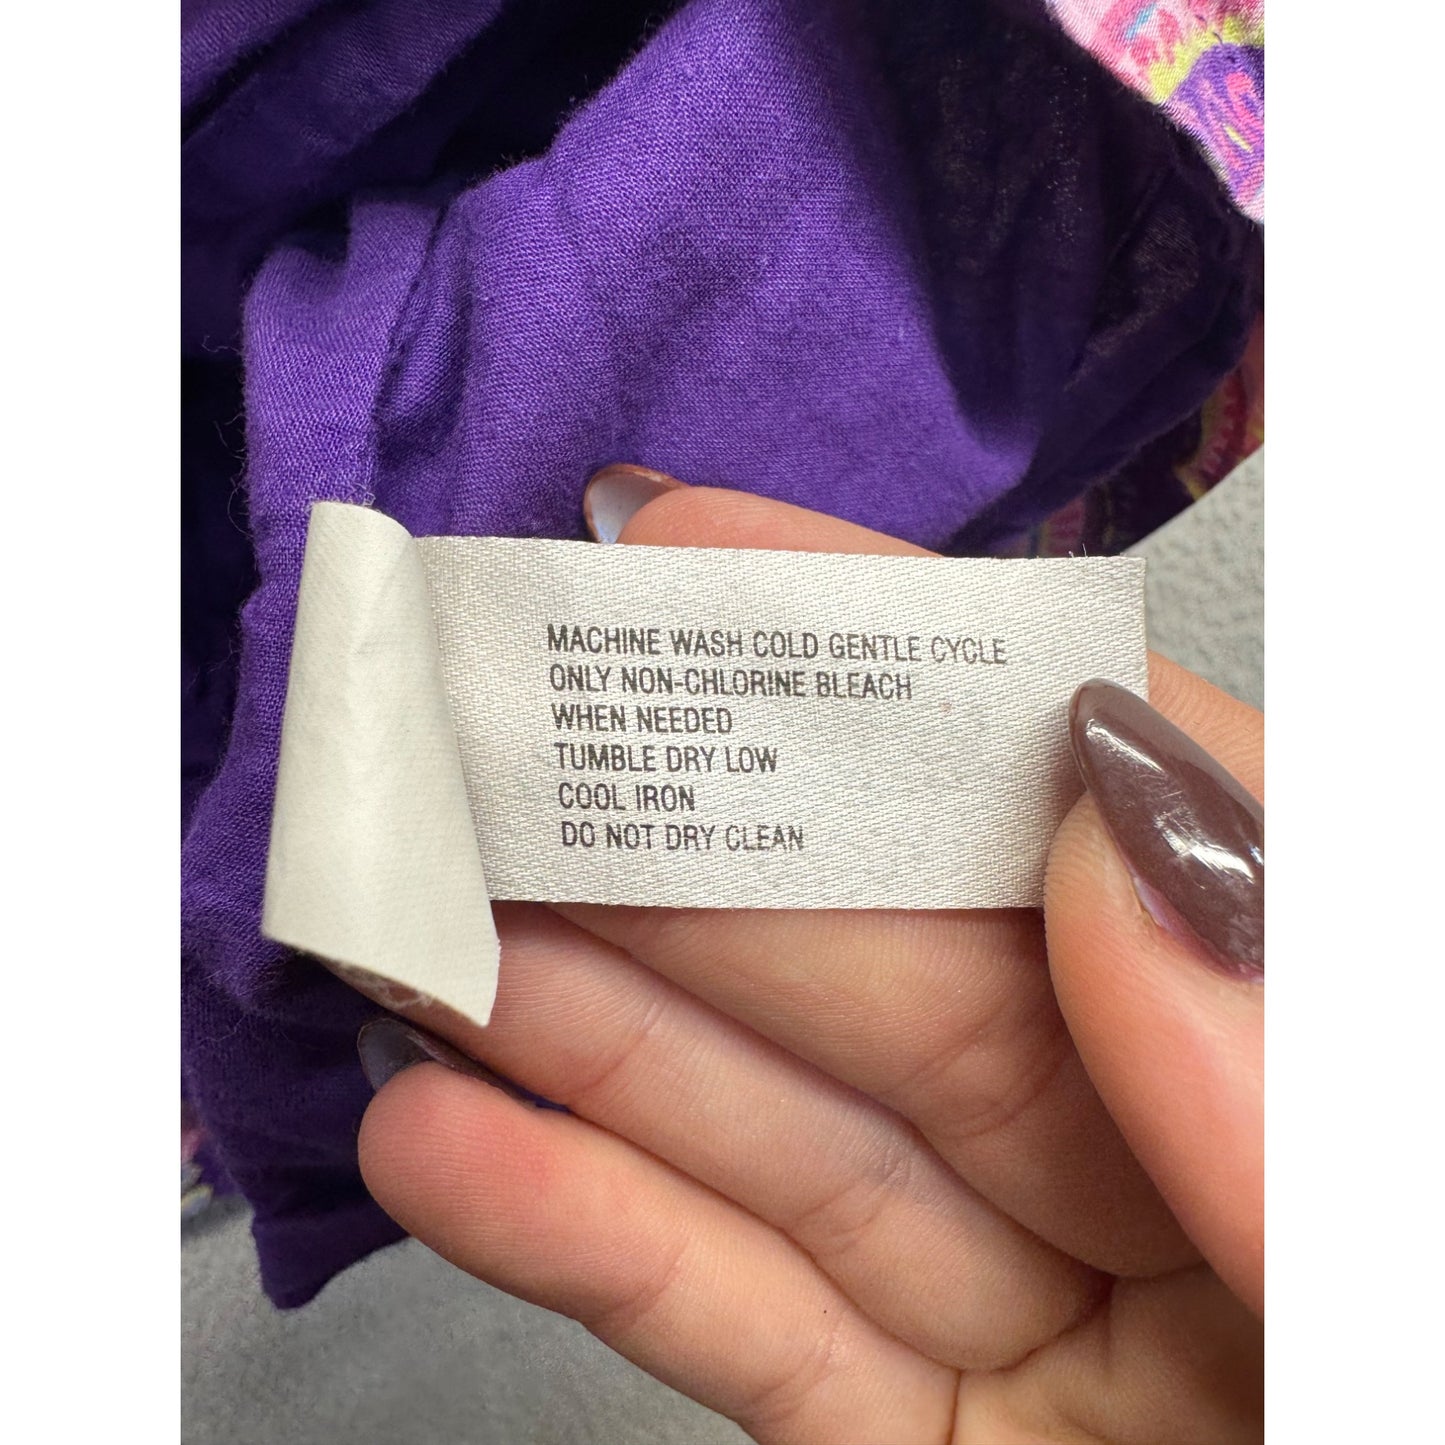 MACHINE WASH COLD GENTLE CYCLE
ONLY NON-CHLORINE BLEACH
WHEN NEEDED
TUMBLE DRY LOW
COOL IRON
DO NOT DRY CLEAN